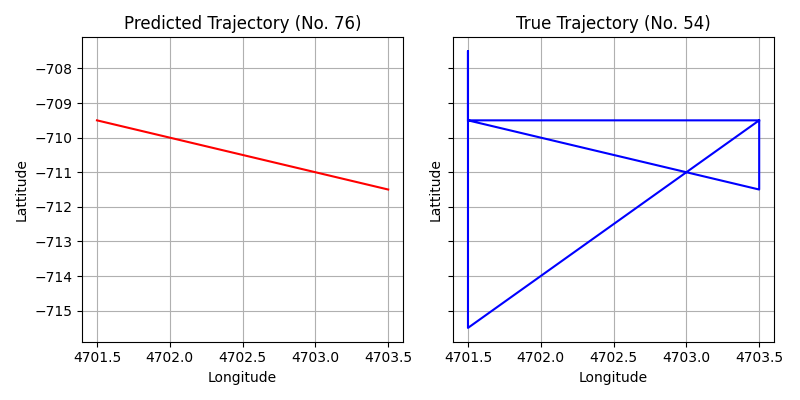 Predicted Trajectory (No. 76)
True Trajectory (No. 54)
Lattitude
−708
−709
−710
−711
−712
−713
−714
−715
4701.5 4702.0 4702.5 4703.0 4703.5
Longitude
Lattitude
4701.5 4702.0 4702.5 4703.0 4703.5
Longitude